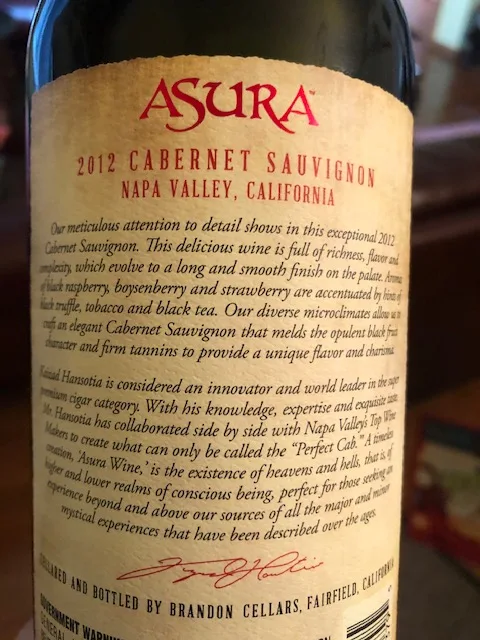 ASURA™
2012 CABERNET SAUVIGNON
NAPA VALLEY, CALIFORNIA
Our meticulous attention to detail shows in this exceptional 2012
Cabernet Sauvignon. This delicious wine is full of richness, flavor and
complexity, which evolve to a long and smooth finish on the palate. Aromas
of black raspberry, boysenberry and strawberry are accentuated by hints of
black truffle, tobacco and black tea. Our diverse microclimates allow us to
craft an elegant Cabernet Sauvignon that melds the opulent black fruit
character and firm tannins to provide a unique flavor and charisma.
Kaizad Hansotia is considered an innovator and world leader in the super
premium cigar category. With his knowledge, expertise and exquisite taste,
Mr. Hansotia has collaborated side by side with Napa Valley's Top Wine
Makers to create what can only be called the "Perfect Cab." A timeless
creation, 'Asura Wine,' is the existence of heavens and hells, that is, of
higher and lower realms of conscious being, perfect for those seeking an
experience beyond and above our sources of all the major and minor
mystical experiences that have been described over the ages.
CELLARED AND BOTTLED BY BRANDON CELLARS, FAIRFIELD, CALIFORNIA
GOVERNMENT WARN